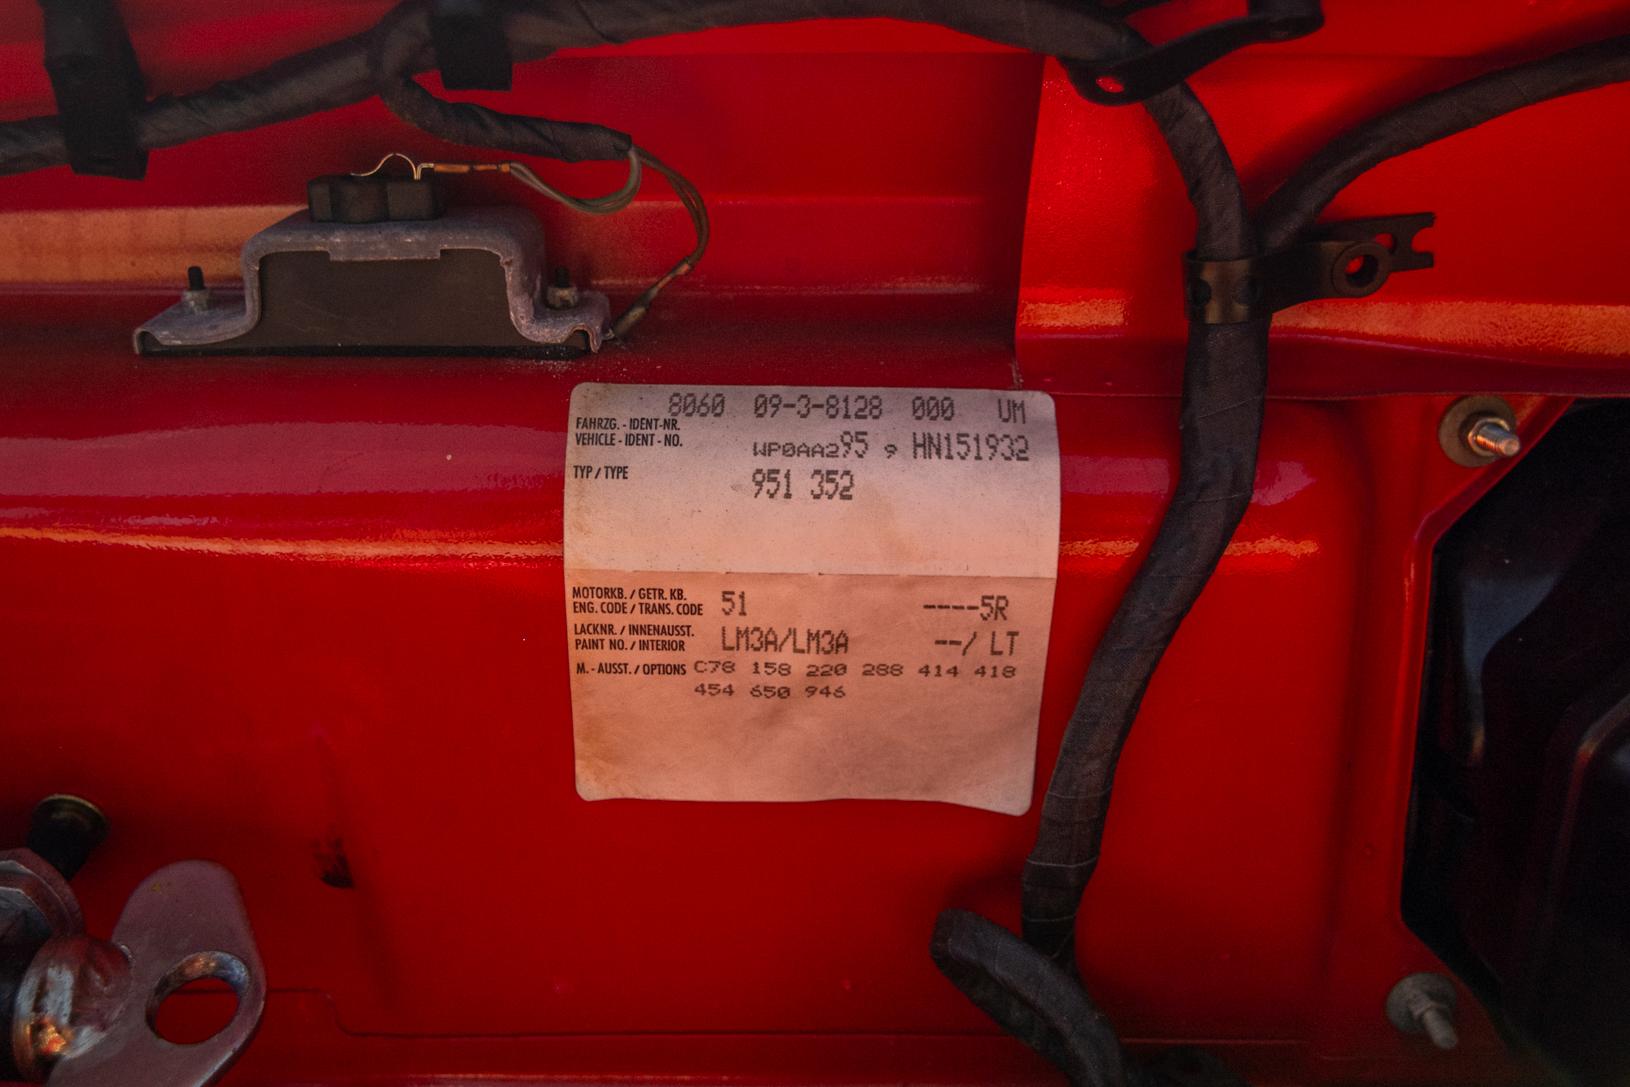 8060 09-3-8128 000 UM
FAHRZG. - IDENT-NR.
VEHICLE - IDENT - NO. WP0AA295 9 HN151932
TYP / TYPE 951 352
MOTORKB. / GETR. KB.
ENG. CODE / TRANS. CODE 51 ----5R
LACKNR. / INNENAUSST.
PAINT NO. / INTERIOR LM3A/LM3A --/ LT
M. - AUSST. / OPTIONS C78 158 220 288 414 418
454 650 946